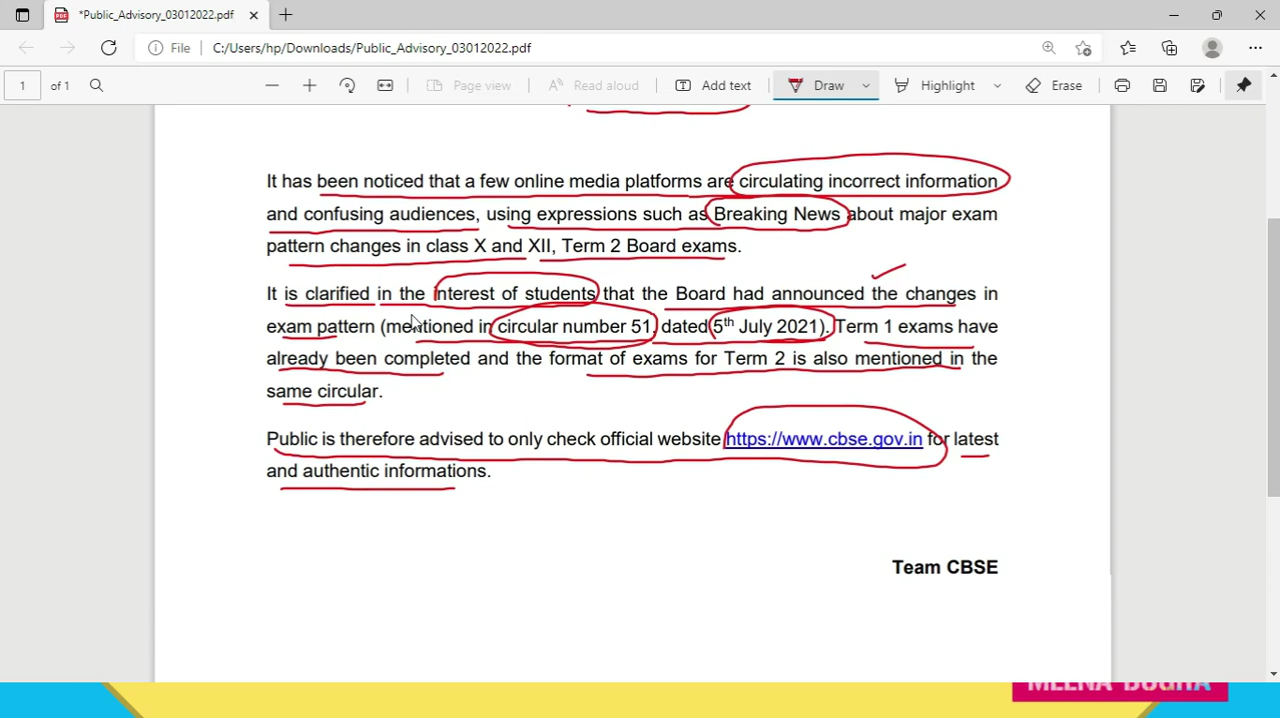 *Public_Advisory_03012022.pdf
File C:/Users/hp/Downloads/Public_Advisory_03012022.pdf
1 of 1 Page view Read aloud Add text Draw Highlight Erase
It has been noticed that a few online media platforms are circulating incorrect information
and confusing audiences, using expressions such as Breaking News about major exam
pattern changes in class X and XII, Term 2 Board exams.
It is clarified in the interest of students that the Board had announced the changes in
exam pattern (mentioned in circular number 51, dated 5th July 2021). Term 1 exams have
already been completed and the format of exams for Term 2 is also mentioned in the
same circular.
Public is therefore advised to only check official website https://www.cbse.gov.in for latest
and authentic informations.
Team CBSE